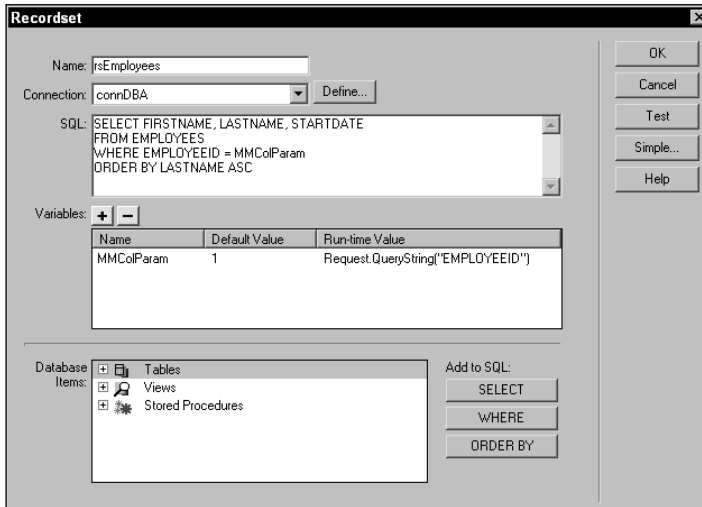 Recordset
Name: rsEmployees
Connection: connDBA Define...
SQL: SELECT FIRSTNAME, LASTNAME, STARTDATE
FROM EMPLOYEES
WHERE EMPLOYEEID = MMColParam
ORDER BY LASTNAME ASC
OK
Cancel
Test
Simple...
Help
Variables: + −
Name Default Value Run-time Value
MMColParam 1 Request.QueryString("EMPLOYEEID")
Database Items:
Tables
Views
Stored Procedures
Add to SQL:
SELECT
WHERE
ORDER BY